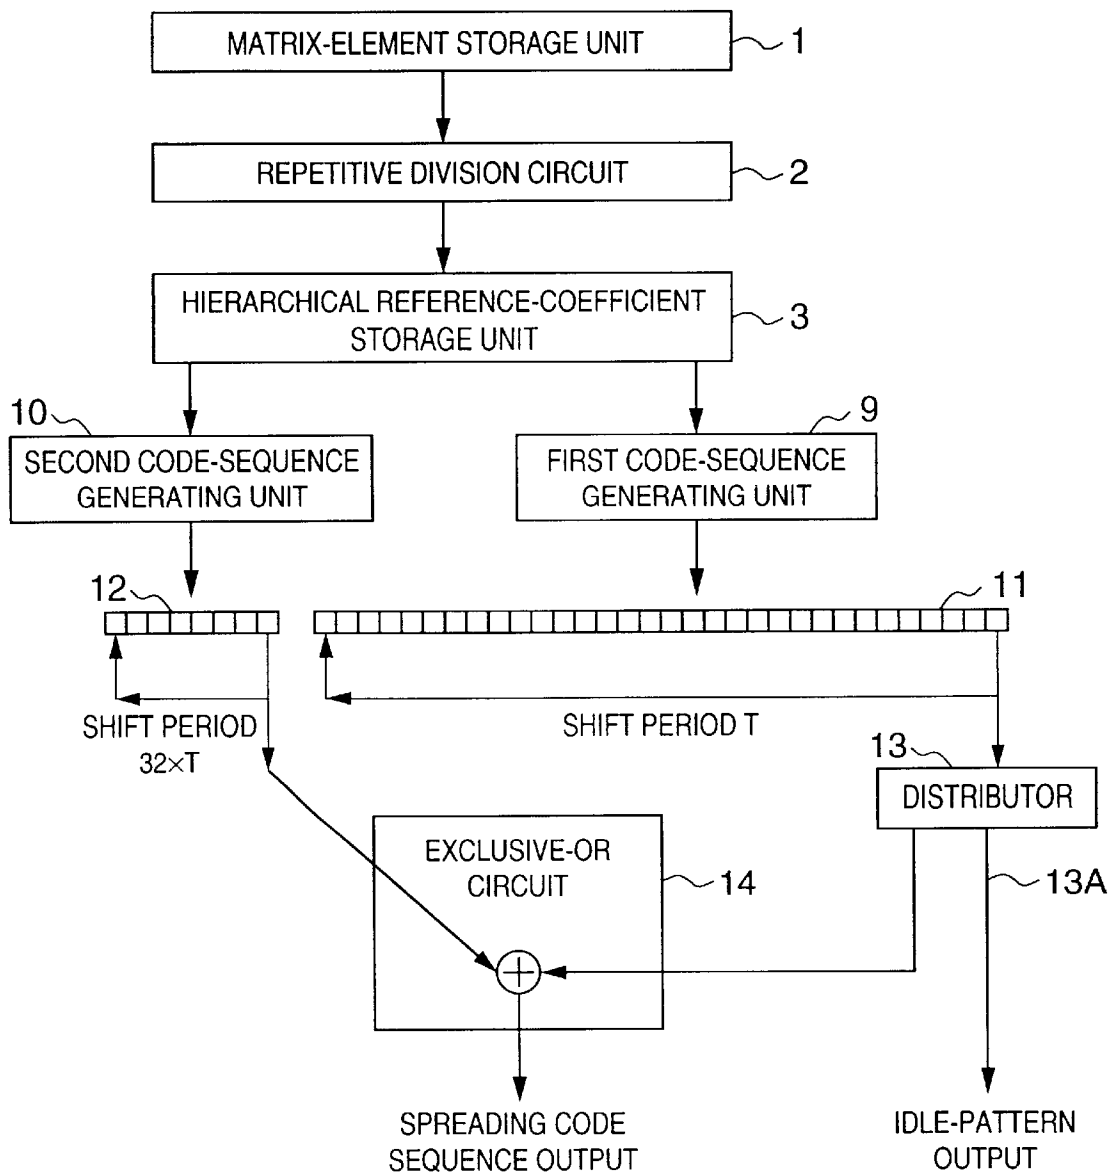 MATRIX-ELEMENT STORAGE UNIT
1
REPETITIVE DIVISION CIRCUIT
2
HIERARCHICAL REFERENCE-COEFFICIENT
STORAGE UNIT
3
10
SECOND CODE-SEQUENCE
GENERATING UNIT
9
FIRST CODE-SEQUENCE
GENERATING UNIT
12
11
SHIFT PERIOD
32×T
SHIFT PERIOD T
13
DISTRIBUTOR
EXCLUSIVE-OR
CIRCUIT
14
13A
SPREADING CODE
SEQUENCE OUTPUT
IDLE-PATTERN
OUTPUT